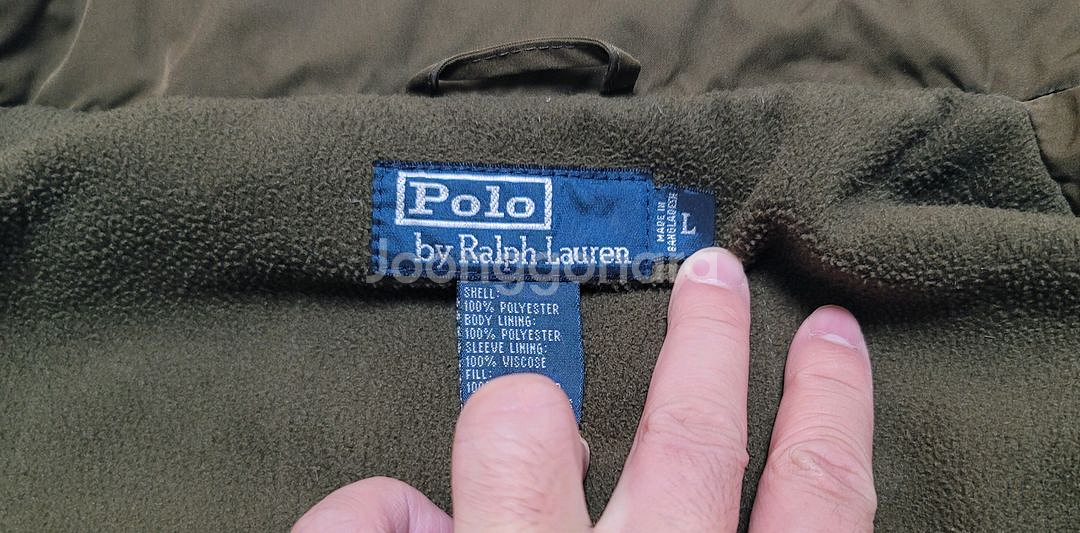 Polo
by Ralph Lauren
MADE IN
BANGLADESH
L
Joonggonara
SHELL:
100% POLYESTER
BODY LINING:
100% POLYESTER
SLEEVE LINING:
100% VISCOSE
FILL: